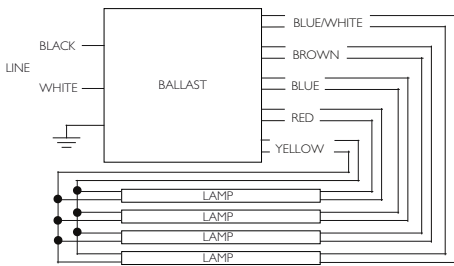 BLUE/WHITE
BLACK
BROWN
LINE
WHITE
BALLAST
BLUE
RED
YELLOW
LAMP
LAMP
LAMP
LAMP